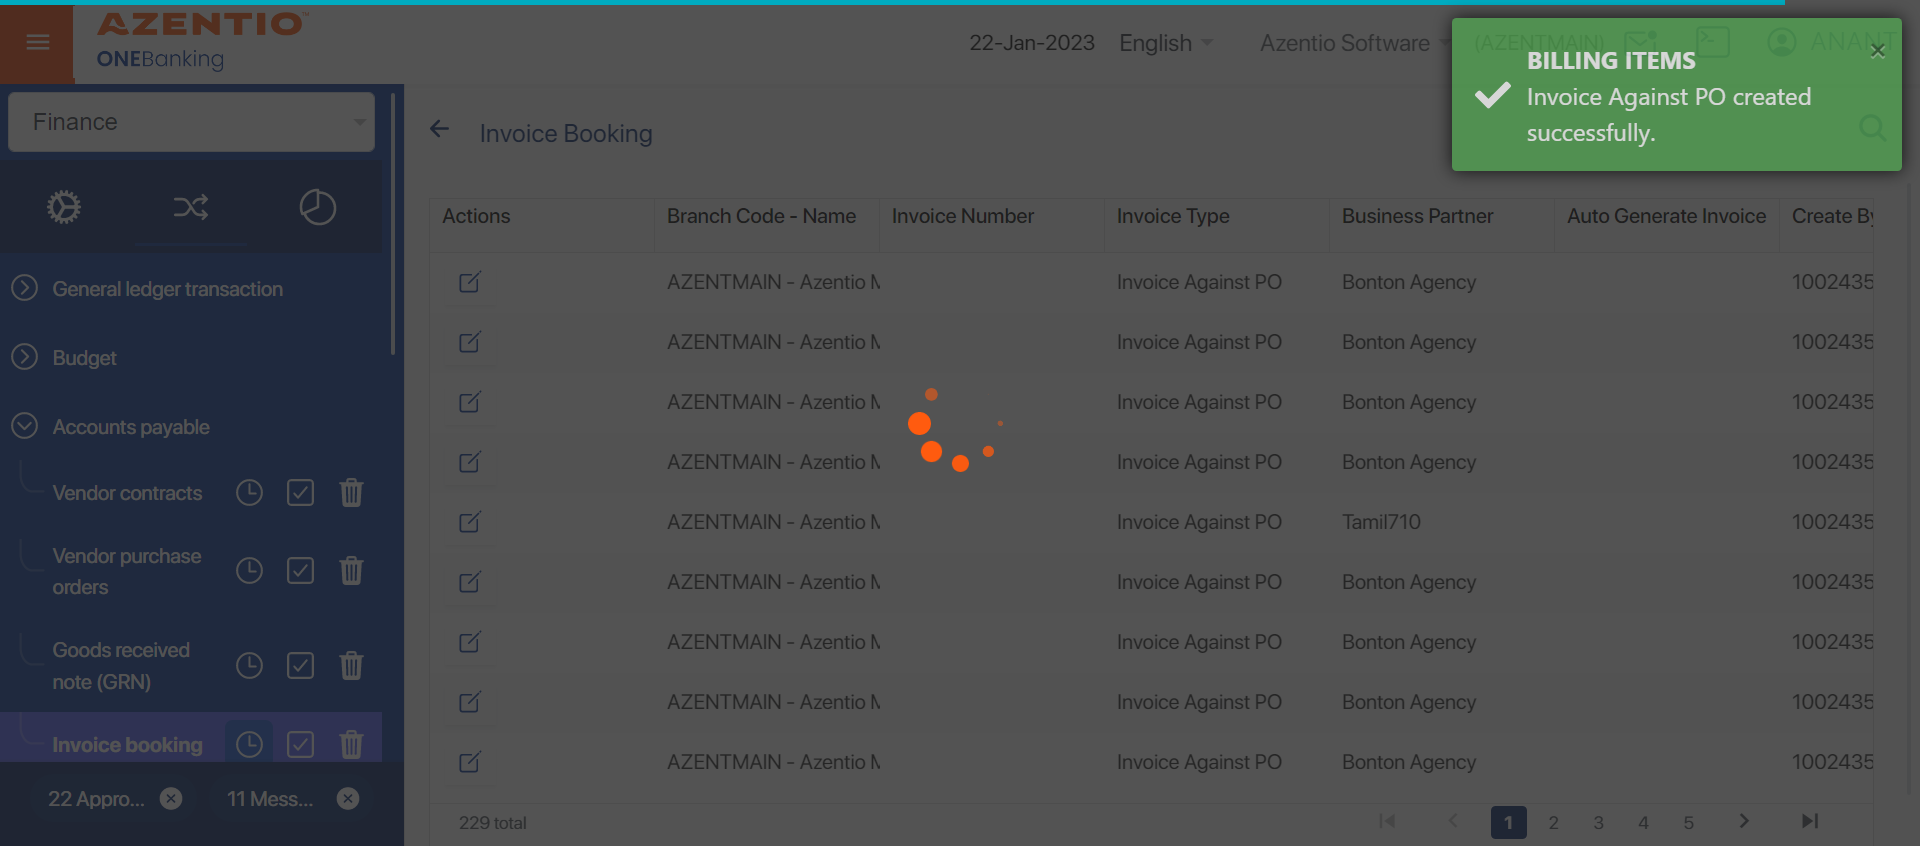 AZENTIO™
ONEBanking
22-Jan-2023
English
Azentio Software
(AZENTMAIN)
ANANT
BILLING ITEMS
Invoice Against PO created
successfully.
×
Finance
General ledger transaction
Budget
Accounts payable
Vendor contracts
Vendor purchase
orders
Goods received
note (GRN)
Invoice booking
22 Appro...
11 Mess...
Invoice Booking
Actions Branch Code - Name Invoice Number Invoice Type Business Partner Auto Generate Invoice Create By
AZENTMAIN - Azentio M Invoice Against PO Bonton Agency 1002435
AZENTMAIN - Azentio M Invoice Against PO Bonton Agency 1002435
AZENTMAIN - Azentio M Invoice Against PO Bonton Agency 1002435
AZENTMAIN - Azentio M Invoice Against PO Bonton Agency 1002435
AZENTMAIN - Azentio M Invoice Against PO Tamil710 1002435
AZENTMAIN - Azentio M Invoice Against PO Bonton Agency 1002435
AZENTMAIN - Azentio M Invoice Against PO Bonton Agency 1002435
AZENTMAIN - Azentio M Invoice Against PO Bonton Agency 1002435
AZENTMAIN - Azentio M Invoice Against PO Bonton Agency 1002435
229 total
1 2 3 4 5